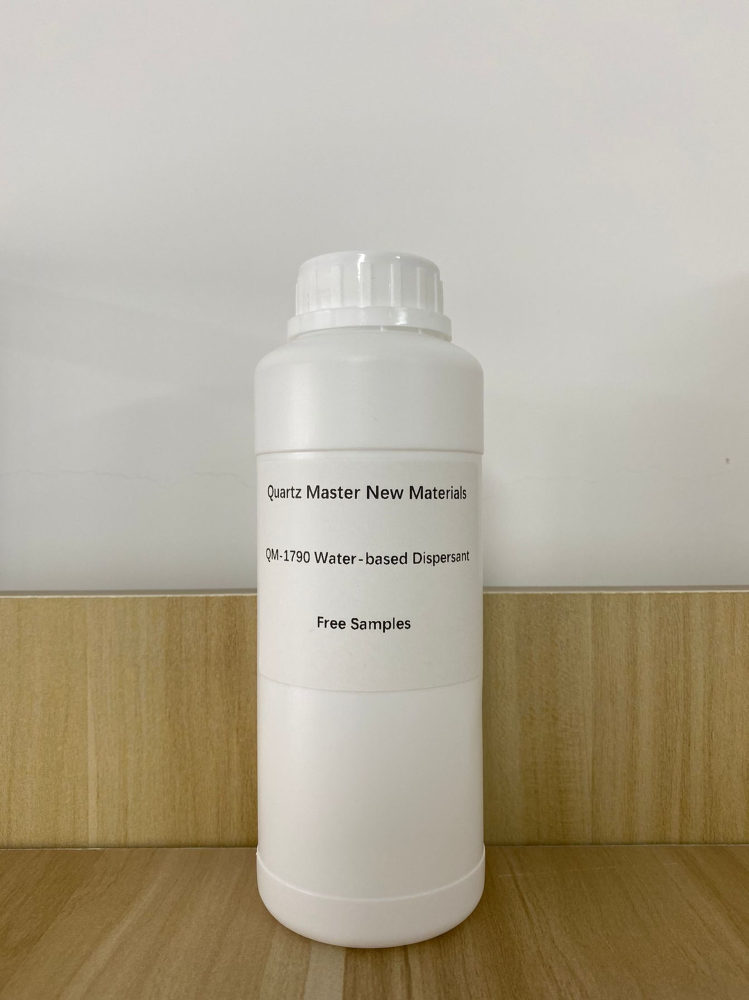 Quartz Master New Materials
QM-1790 Water-based Dispersant
Free Samples